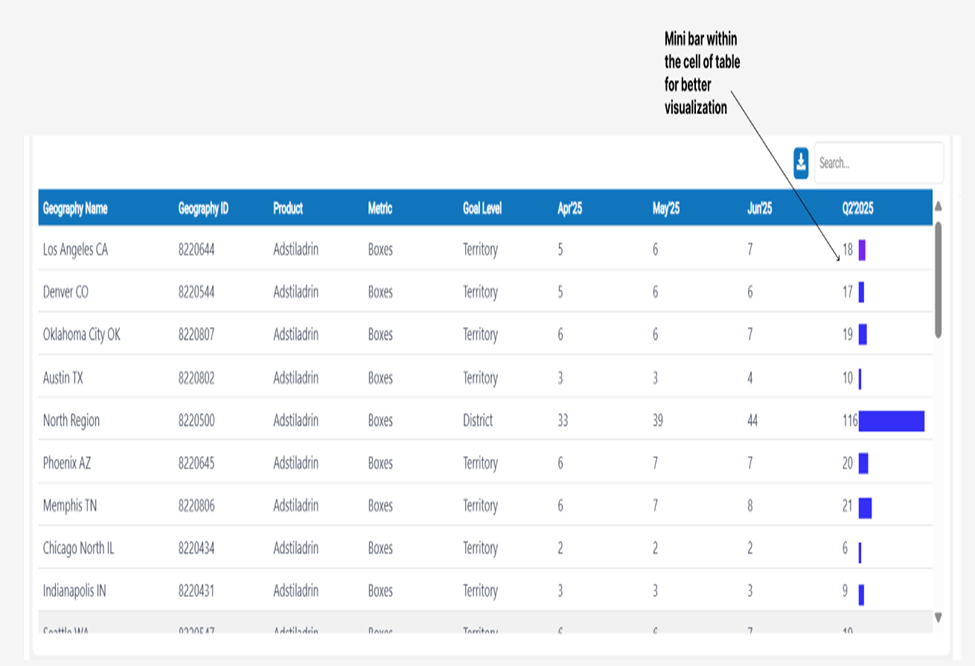 Mini bar within
the cell of table
for better
visualization
Search...
Geography Name Geography ID Product Metric Goal Level Apr'25 May'25 Jun'25 Q2'2025
Los Angeles CA 8220644 Adstiladrin Boxes Territory 5 6 7 18
Denver CO 8220544 Adstiladrin Boxes Territory 5 6 6 17
Oklahoma City OK 8220807 Adstiladrin Boxes Territory 6 6 7 19
Austin TX 8220802 Adstiladrin Boxes Territory 3 3 4 10
North Region 8220500 Adstiladrin Boxes District 33 39 44 116
Phoenix AZ 8220645 Adstiladrin Boxes Territory 6 7 7 20
Memphis TN 8220806 Adstiladrin Boxes Territory 6 7 8 21
Chicago North IL 8220434 Adstiladrin Boxes Territory 2 2 2 6
Indianapolis IN 8220431 Adstiladrin Boxes Territory 3 3 3 9
Seattle WA 8220547 Adstiladrin Boxes Territory 7